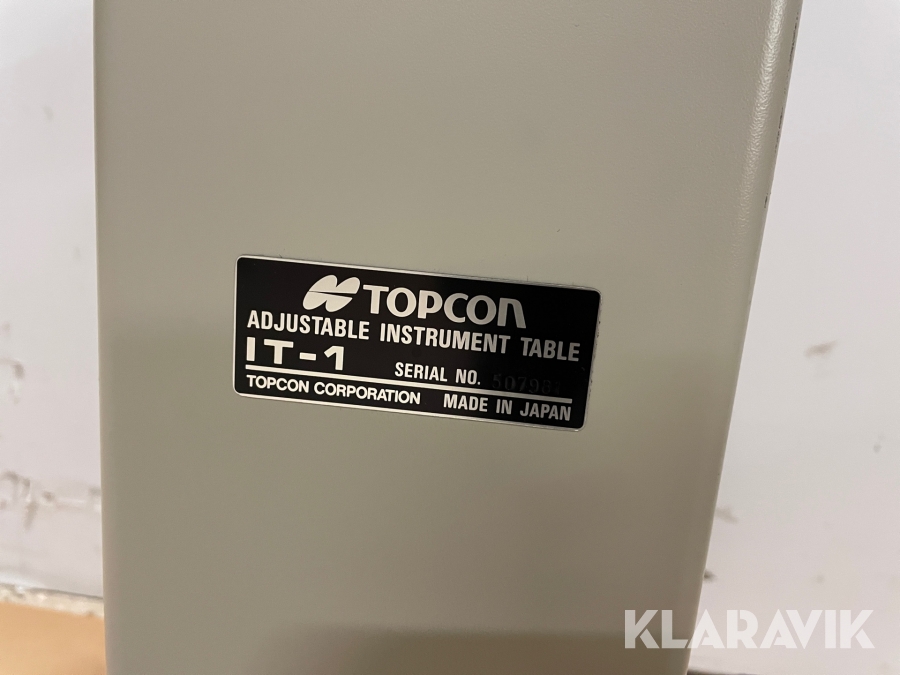 TOPCON
ADJUSTABLE INSTRUMENT TABLE
IT-1 SERIAL NO.
TOPCON CORPORATION MADE IN JAPAN
KLARAVIK